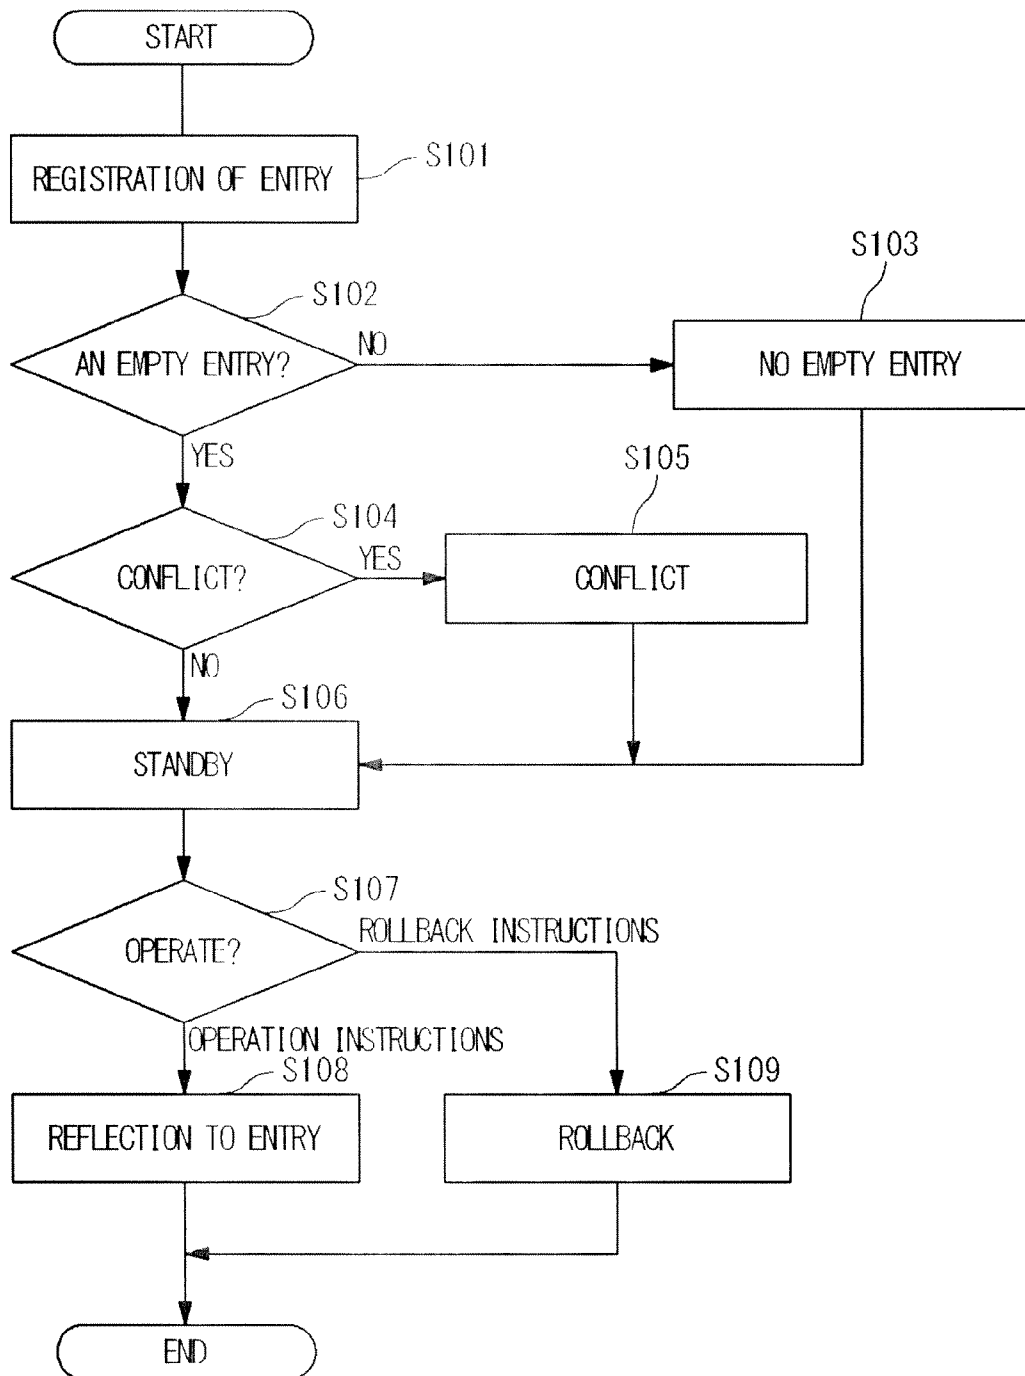 START
REGISTRATION OF ENTRY
S101
S102
AN EMPTY ENTRY?
NO
S103
NO EMPTY ENTRY
YES
S104
CONFLICT?
YES
S105
CONFLICT
NO
S106
STANDBY
S107
OPERATE?
ROLLBACK INSTRUCTIONS
OPERATION INSTRUCTIONS
S108
REFLECTION TO ENTRY
S109
ROLLBACK
END